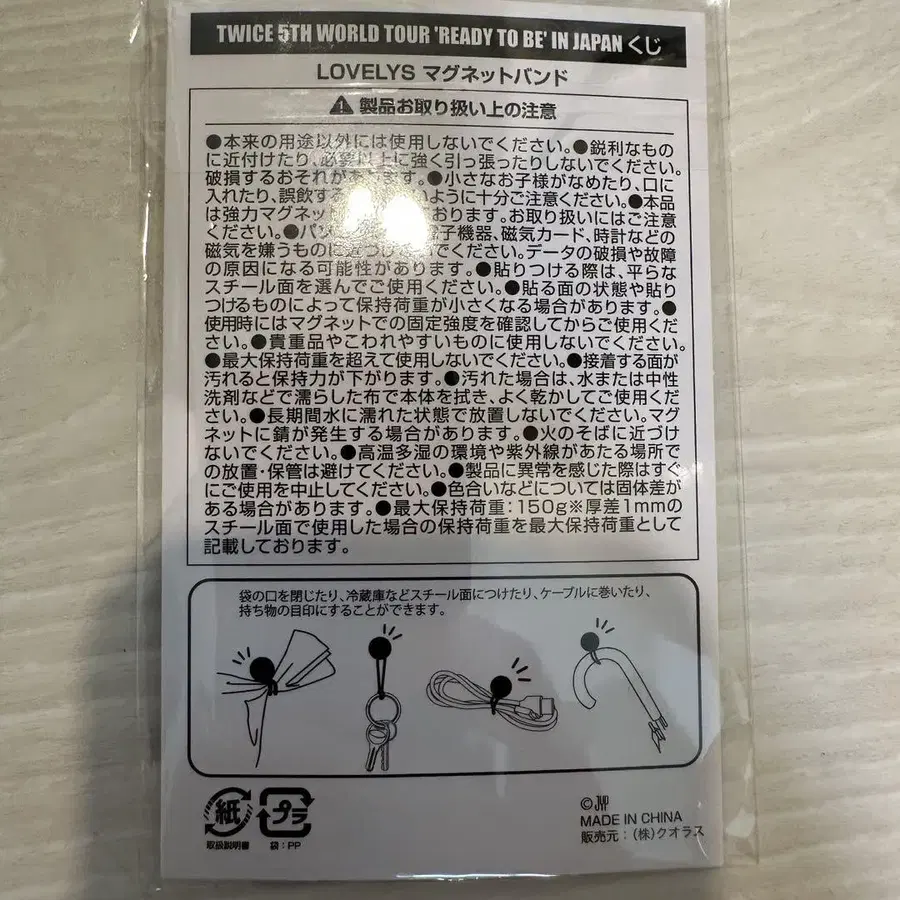 TWICE 5TH WORLD TOUR 'READY TO BE' IN JAPAN くじ
LOVELYS マグネットバンド
製品お取り扱い上の注意
●本来の用途以外には使用しないでください。●鋭利なもの
に近付けたり、必要以上に強く引っ張ったりしないでください。
破損するおそれがあります。●小さなお子様がなめたり、口に
入れたり、誤飲する ように十分ご注意ください。●本品
は強力マグネット おります。お取り扱いにはご注意
ください。●パソ 子機器、磁気カード、時計などの
磁気を嫌うものに近づけ でください。データの破損や故障
の原因になる可能性があります。●貼りつける際は、平らな
スチール面を選んでご使用ください。●貼る面の状態や貼り
つけるものによって保持荷重が小さくなる場合があります。●
使用時にはマグネットでの固定強度を確認してからご使用くだ
さい。●貴重品やこわれやすいものに使用しないでください。
●最大保持荷重を超えて使用しないでください。●接着する面が
汚れると保持力が下がります。●汚れた場合は、水または中性
洗剤などで濡らした布で本体を拭き、よく乾かしてご使用くださ
い。●長期間水に濡れた状態で放置しないでください。マグ
ネットに錆が発生する場合があります。●火のそばに近づけ
ないでください。●高温多湿の環境や紫外線があたる場所で
の放置・保管は避けてください。●製品に異常を感じた際はすぐ
にご使用を中止してください。●色合いなどについては固体差が
ある場合があります。●最大保持荷重：150g※厚差1mmの
スチール面で使用した場合の保持荷重を最大保持荷重として
記載しております。
袋の口を閉じたり、冷蔵庫などスチール面につけたり、ケーブルに巻いたり、
持ち物の目印にすることができます。
紙
取扱説明書
プラ
袋：PP
© JYP
MADE IN CHINA
販売元：(株)クオラス